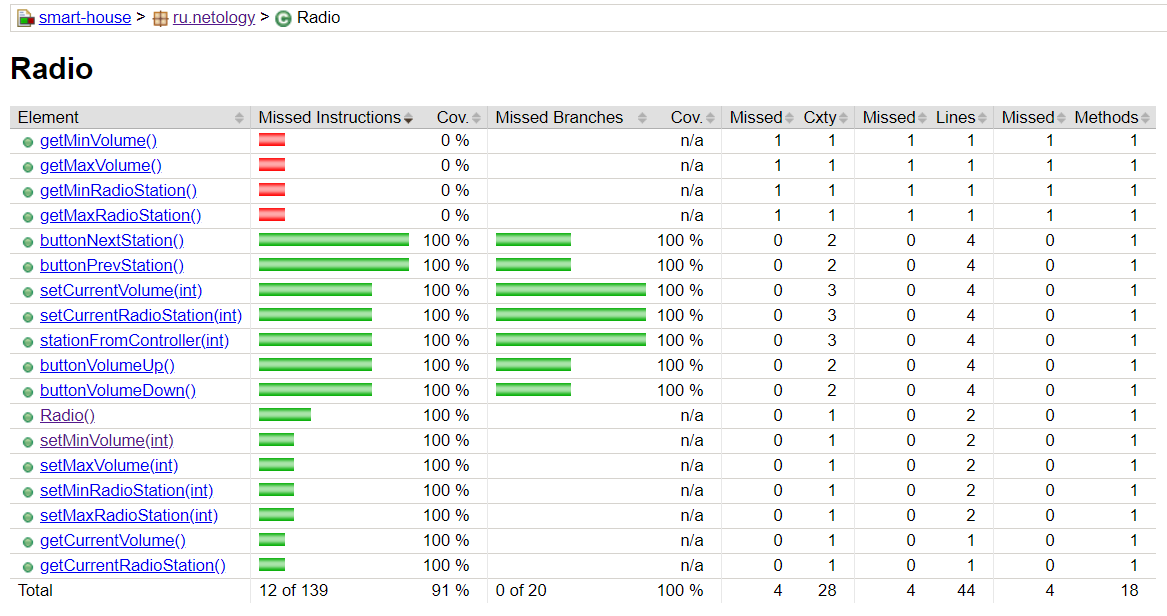 smart-house > ru.netology > Radio
Radio
Element Missed Instructions Cov. Missed Branches Cov. Missed Cxty Missed Lines Missed Methods
getMinVolume() 0 % n/a 1 1 1 1 1 1
getMaxVolume() 0 % n/a 1 1 1 1 1 1
getMinRadioStation() 0 % n/a 1 1 1 1 1 1
getMaxRadioStation() 0 % n/a 1 1 1 1 1 1
buttonNextStation() 100 % 100 % 0 2 0 4 0 1
buttonPrevStation() 100 % 100 % 0 2 0 4 0 1
setCurrentVolume(int) 100 % 100 % 0 3 0 4 0 1
setCurrentRadioStation(int) 100 % 100 % 0 3 0 4 0 1
stationFromController(int) 100 % 100 % 0 3 0 4 0 1
buttonVolumeUp() 100 % 100 % 0 2 0 4 0 1
buttonVolumeDown() 100 % 100 % 0 2 0 4 0 1
Radio() 100 % n/a 0 1 0 2 0 1
setMinVolume(int) 100 % n/a 0 1 0 2 0 1
setMaxVolume(int) 100 % n/a 0 1 0 2 0 1
setMinRadioStation(int) 100 % n/a 0 1 0 2 0 1
setMaxRadioStation(int) 100 % n/a 0 1 0 2 0 1
getCurrentVolume() 100 % n/a 0 1 0 1 0 1
getCurrentRadioStation() 100 % n/a 0 1 0 1 0 1
Total 12 of 139 91 % 0 of 20 100 % 4 28 4 44 4 18